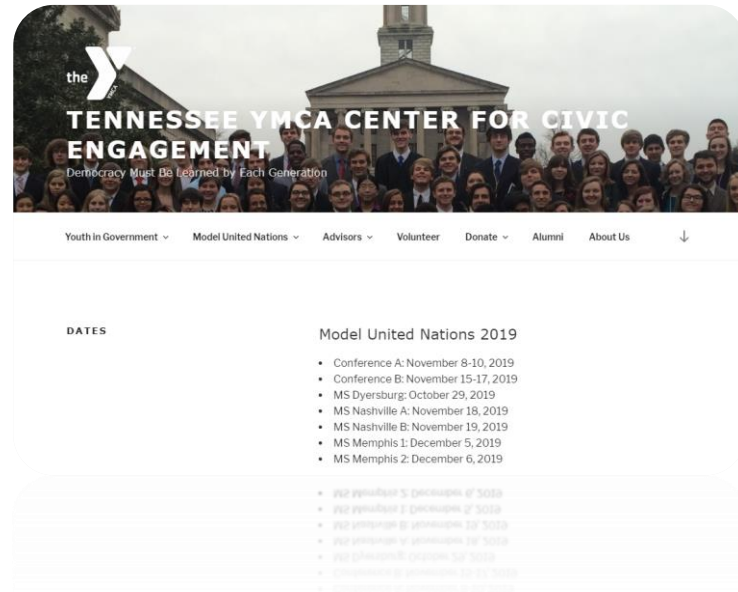 the Y
YMCA
TENNESSEE YMCA CENTER FOR CIVIC
ENGAGEMENT
Democracy Must Be Learned by Each Generation
Youth in Government
Model United Nations
Advisors
Volunteer
Donate
Alumni
About Us
DATES
Model United Nations 2019
• Conference A: November 8-10, 2019
• Conference B: November 15-17, 2019
• MS Dyersburg: October 29, 2019
• MS Nashville A: November 18, 2019
• MS Nashville B: November 19, 2019
• MS Memphis 1: December 5, 2019
• MS Memphis 2: December 6, 2019